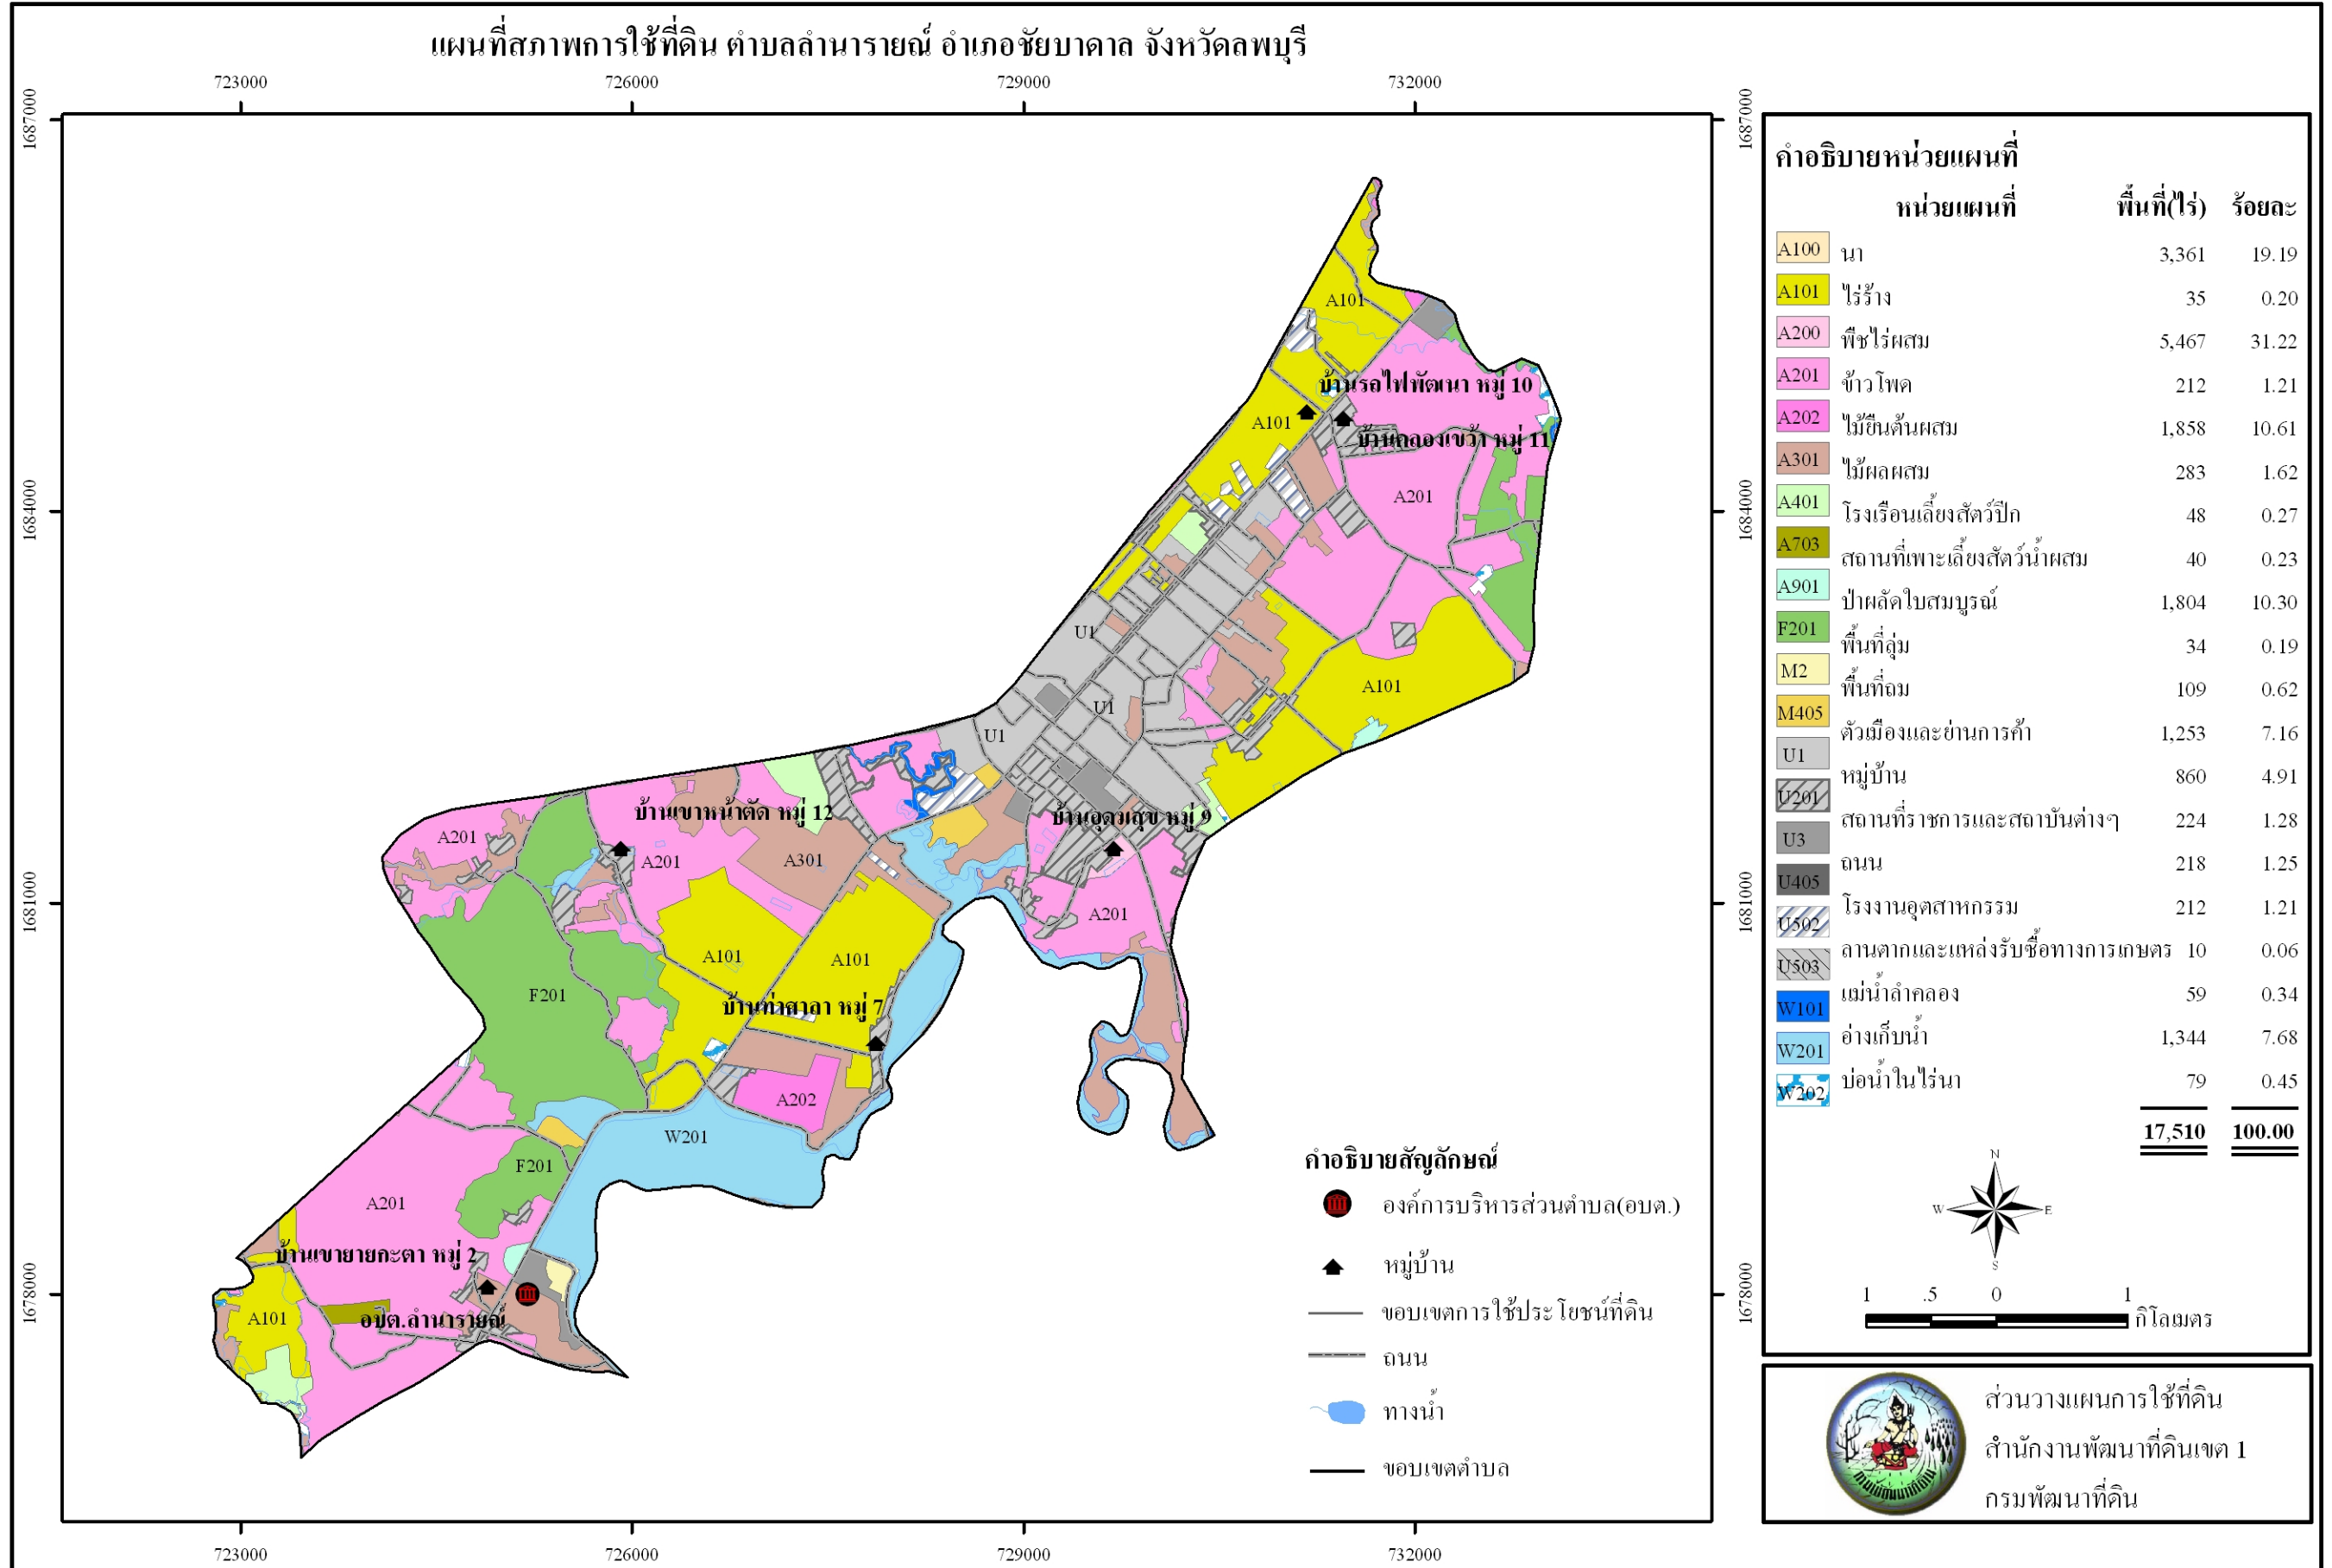 แผนที่สภาพการใช้ที่ดิน ตำบลลำนารายณ์ อำเภอชัยบาดาล จังหวัดลพบุรี
723000 726000 729000 732000
1687000 1687000
1684000 1684000
1681000 1681000
1678000 1678000
723000 726000 729000 732000
A101
บ้านรถไฟพัฒนา หมู่ 10
A101
บ้านคลองเขว้า หมู่ 11
A201
U1
A101
U1
U1
บ้านเขาหน้าตัด หมู่ 12
บ้านอุดมสุข หมู่ 9
A201
A201
A301
A201
A101
A101
F201
บ้านท่าศาลา หมู่ 7
A202
W201
F201
A201
บ้านเขายายกะตา หมู่ 2
A101
อบต.ลำนารายณ์
คำอธิบายสัญลักษณ์
องค์การบริหารส่วนตำบล(อบต.)
หมู่บ้าน
ขอบเขตการใช้ประโยชน์ที่ดิน
ถนน
ทางน้ำ
ขอบเขตตำบล
คำอธิบายหน่วยแผนที่
หน่วยแผนที่ พื้นที่(ไร่) ร้อยละ
A100 นา 3,361 19.19
A101 ไร่ร้าง 35 0.20
A200 พืชไร่ผสม 5,467 31.22
A201 ข้าวโพด 212 1.21
A202 ไม้ยืนต้นผสม 1,858 10.61
A301 ไม้ผลผสม 283 1.62
A401 โรงเรือนเลี้ยงสัตว์ปีก 48 0.27
A703 สถานที่เพาะเลี้ยงสัตว์น้ำผสม 40 0.23
A901 ป่าผลัดใบสมบูรณ์ 1,804 10.30
F201 พื้นที่ลุ่ม 34 0.19
M2 พื้นที่ถม 109 0.62
M405 ตัวเมืองและย่านการค้า 1,253 7.16
U1 หมู่บ้าน 860 4.91
U201 สถานที่ราชการและสถาบันต่างๆ 224 1.28
U3 ถนน 218 1.25
U405 โรงงานอุตสาหกรรม 212 1.21
U502 ลานตากและแหล่งรับซื้อทางการเกษตร 10 0.06
U503 แม่น้ำลำคลอง 59 0.34
W101 อ่างเก็บน้ำ 1,344 7.68
W201 บ่อน้ำในไร่นา 79 0.45
W202
17,510 100.00
N
W E
S
1 .5 0 1
กิโลเมตร
กรมพัฒนาที่ดิน
ส่วนวางแผนการใช้ที่ดิน
สำนักงานพัฒนาที่ดินเขต 1
กรมพัฒนาที่ดิน